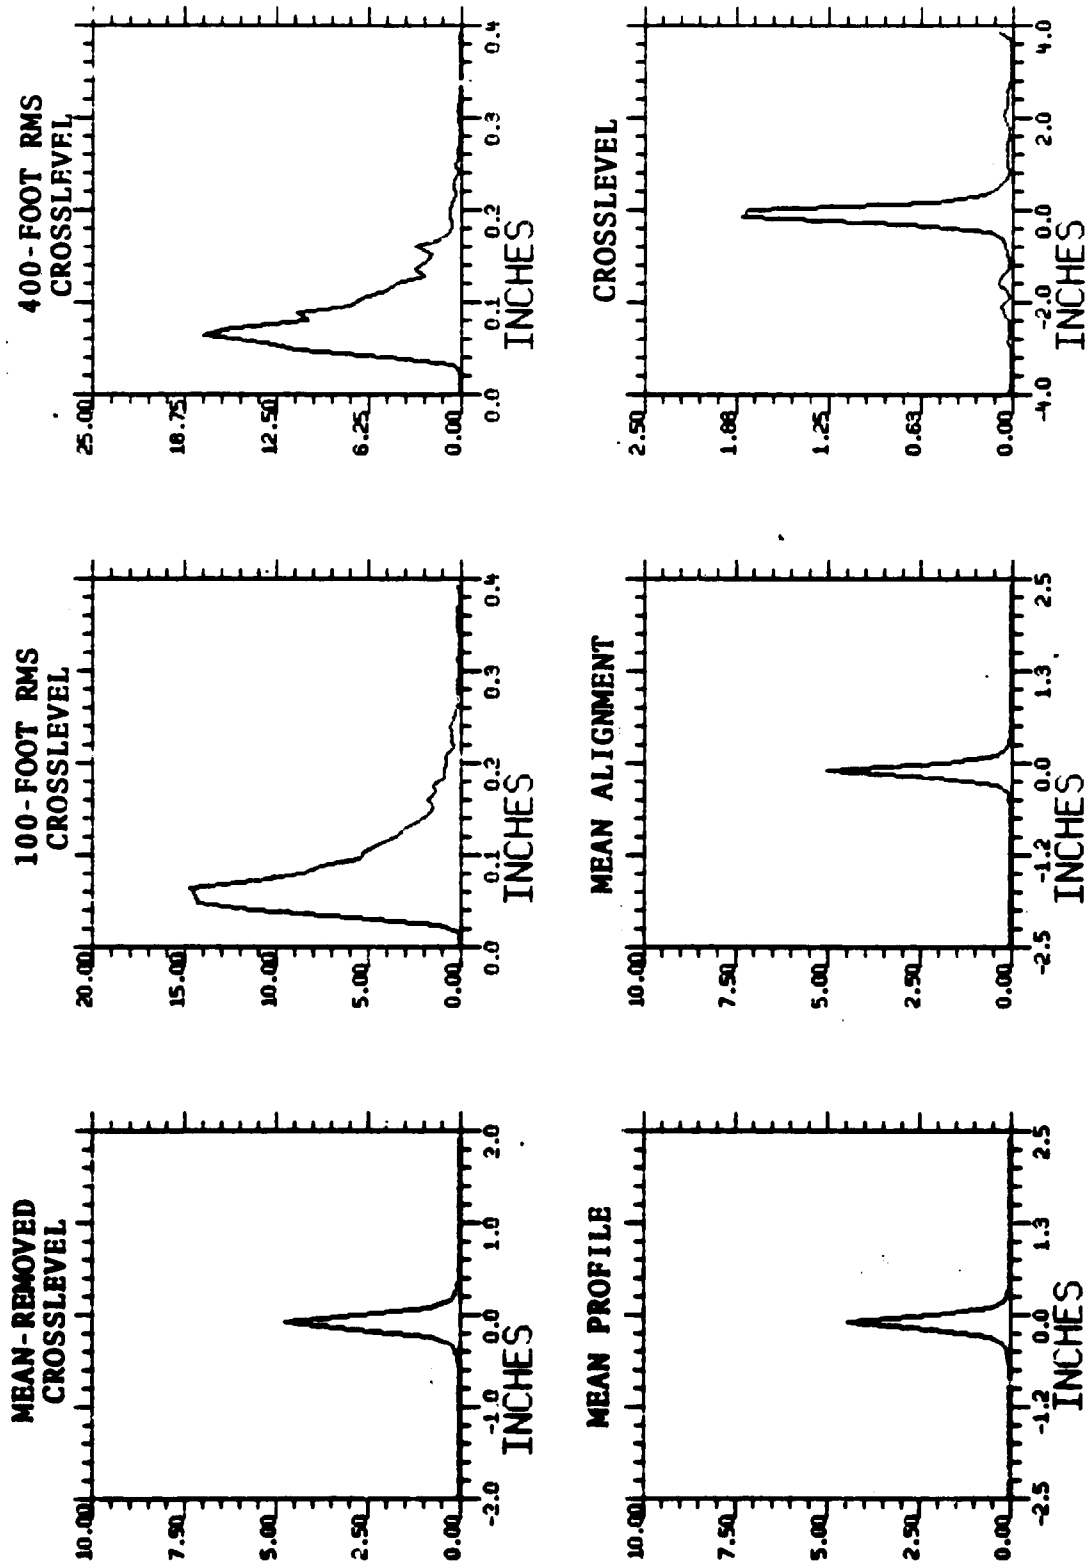 MEAN-REMOVED
CROSSLEVEL
10.00
7.50
5.00
2.50
0.00
-2.0 -1.0 0.0 1.0 2.0
INCHES
100-FOOT RMS
CROSSLEVEL
20.00
15.00
10.00
5.00
0.00
0.0 0.1 0.2 0.3 0.4
INCHES
400-FOOT RMS
CROSSLEVEL
25.00
18.75
12.50
6.25
0.00
0.0 0.1 0.2 0.3 0.4
INCHES
MEAN PROFILE
10.00
7.50
5.00
2.50
0.00
-2.5 -1.2 0.0 1.3 2.5
INCHES
MEAN ALIGNMENT
10.00
7.50
5.00
2.50
0.00
-2.5 -1.2 0.0 1.3 2.5
INCHES
CROSSLEVEL
2.50
1.88
1.25
0.63
0.00
-4.0 -2.0 0.0 2.0 4.0
INCHES